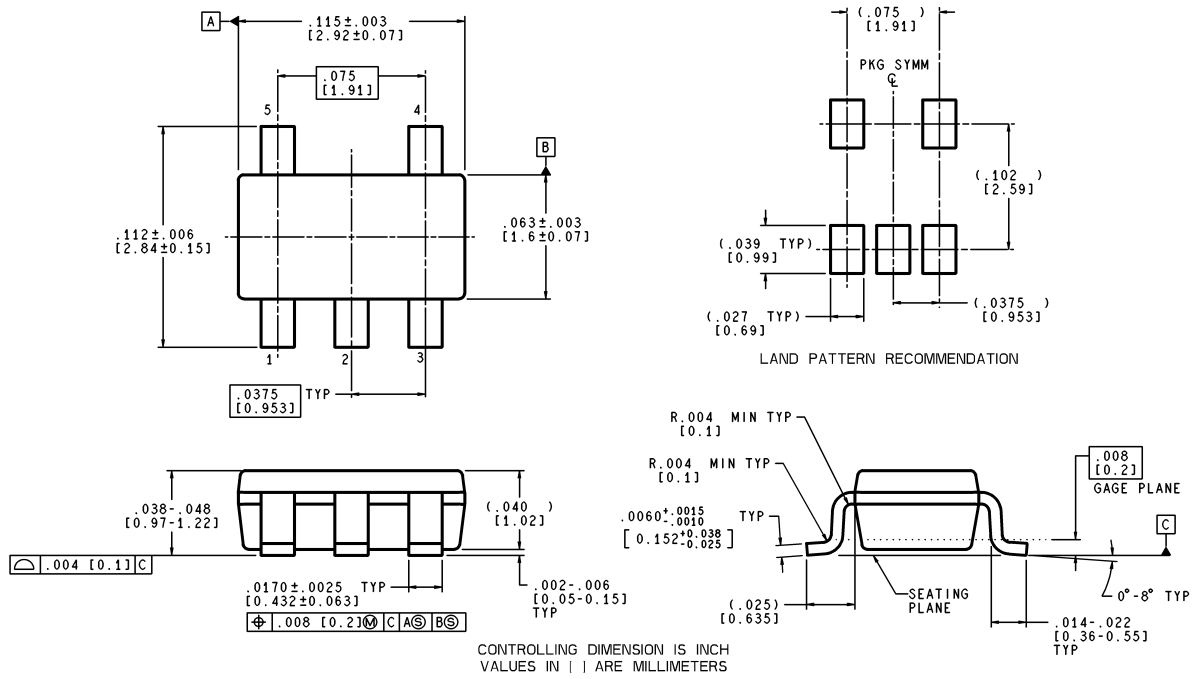 A
.115±.003
[2.92±0.07]
.075
[1.91]
5
4
B
.112±.006
[2.84±0.15]
.063±.003
[1.6±0.07]
1
2
3
.0375 TYP
[0.953]
(.075 )
[1.91]
PKG SYMM
℄
(.102 )
[2.59]
(.039 TYP)
[0.99]
(.027 TYP)
[0.69]
(.0375 )
[0.953]
LAND PATTERN RECOMMENDATION
.038-.048
[0.97-1.22]
(.040 )
[1.02]
⌓ .004 [0.1] C
.0170±.0025 TYP
[0.432±0.063]
⌖ .008 [0.2]Ⓜ C AⓈ BⓈ
.002-.006
[0.05-0.15]
TYP
R.004 MIN TYP
[0.1]
R.004 MIN TYP
[0.1]
.0060+.0015-.0010 TYP
[0.152+0.038-0.025]
.008
[0.2]
GAGE PLANE
C
SEATING
PLANE
(.025)
[0.635]
0°-8° TYP
.014-.022
[0.36-0.55]
TYP
CONTROLLING DIMENSION IS INCH
VALUES IN [ ] ARE MILLIMETERS